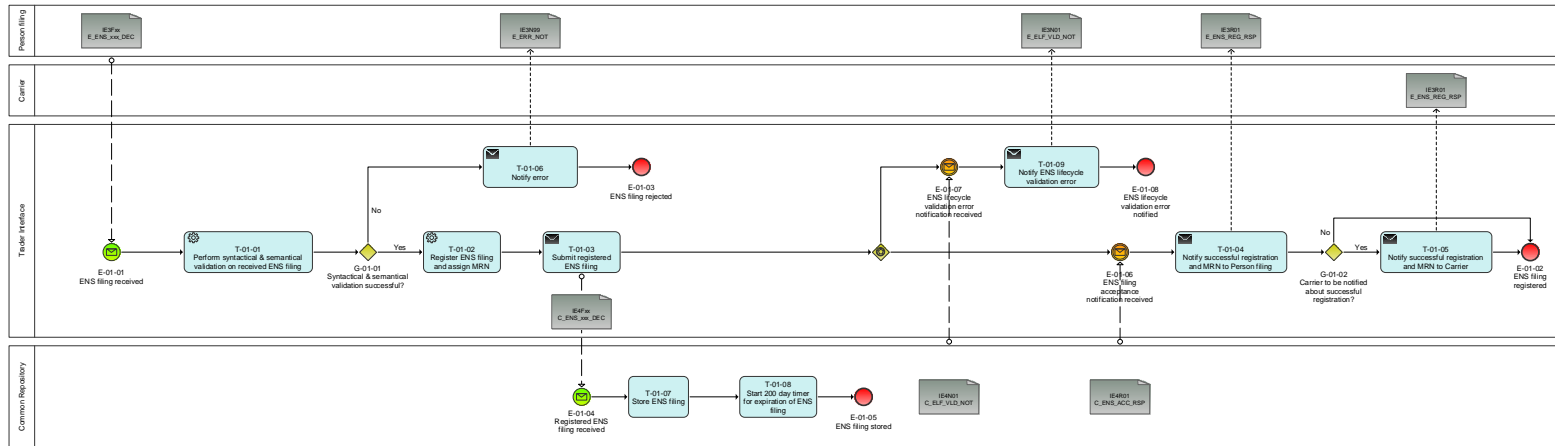 Person filing
IE3Fxx
E_ENS_xxx_DEC
IE3N99
E_ERR_NOT
IE3N01
E_ELF_VLD_NOT
IE3R01
E_ENS_REG_RSP
Carrier
IE3R01
E_ENS_REG_RSP
Trader Interface
T-01-06
Notify error
E-01-03
ENS filing rejected
E-01-07
ENS lifecycle
validation error
notification received
T-01-09
Notify ENS lifecycle
validation error
E-01-08
ENS lifecycle
validation error
notified
No
E-01-01
ENS filing received
T-01-01
Perform syntactical & semantical
validation on received ENS filing
G-01-01
Syntactical & semantical
validation successful?
Yes
T-01-02
Register ENS filing
and assign MRN
T-01-03
Submit registered
ENS filing
E-01-06
ENS filing
acceptance
notification received
T-01-04
Notify successful registration
and MRN to Person filing
No
G-01-02
Carrier to be notified
about successful
registration?
Yes
T-01-05
Notify successful registration
and MRN to Carrier
E-01-02
ENS filing
registered
IE4Fxx
C_ENS_xxx_DEC
Common Repository
E-01-04
Registered ENS
filing received
T-01-07
Store ENS filing
T-01-08
Start 200 day timer
for expiration of ENS
filing
E-01-05
ENS filing stored
IE4N01
C_ELF_VLD_NOT
IE4R01
C_ENS_ACC_RSP